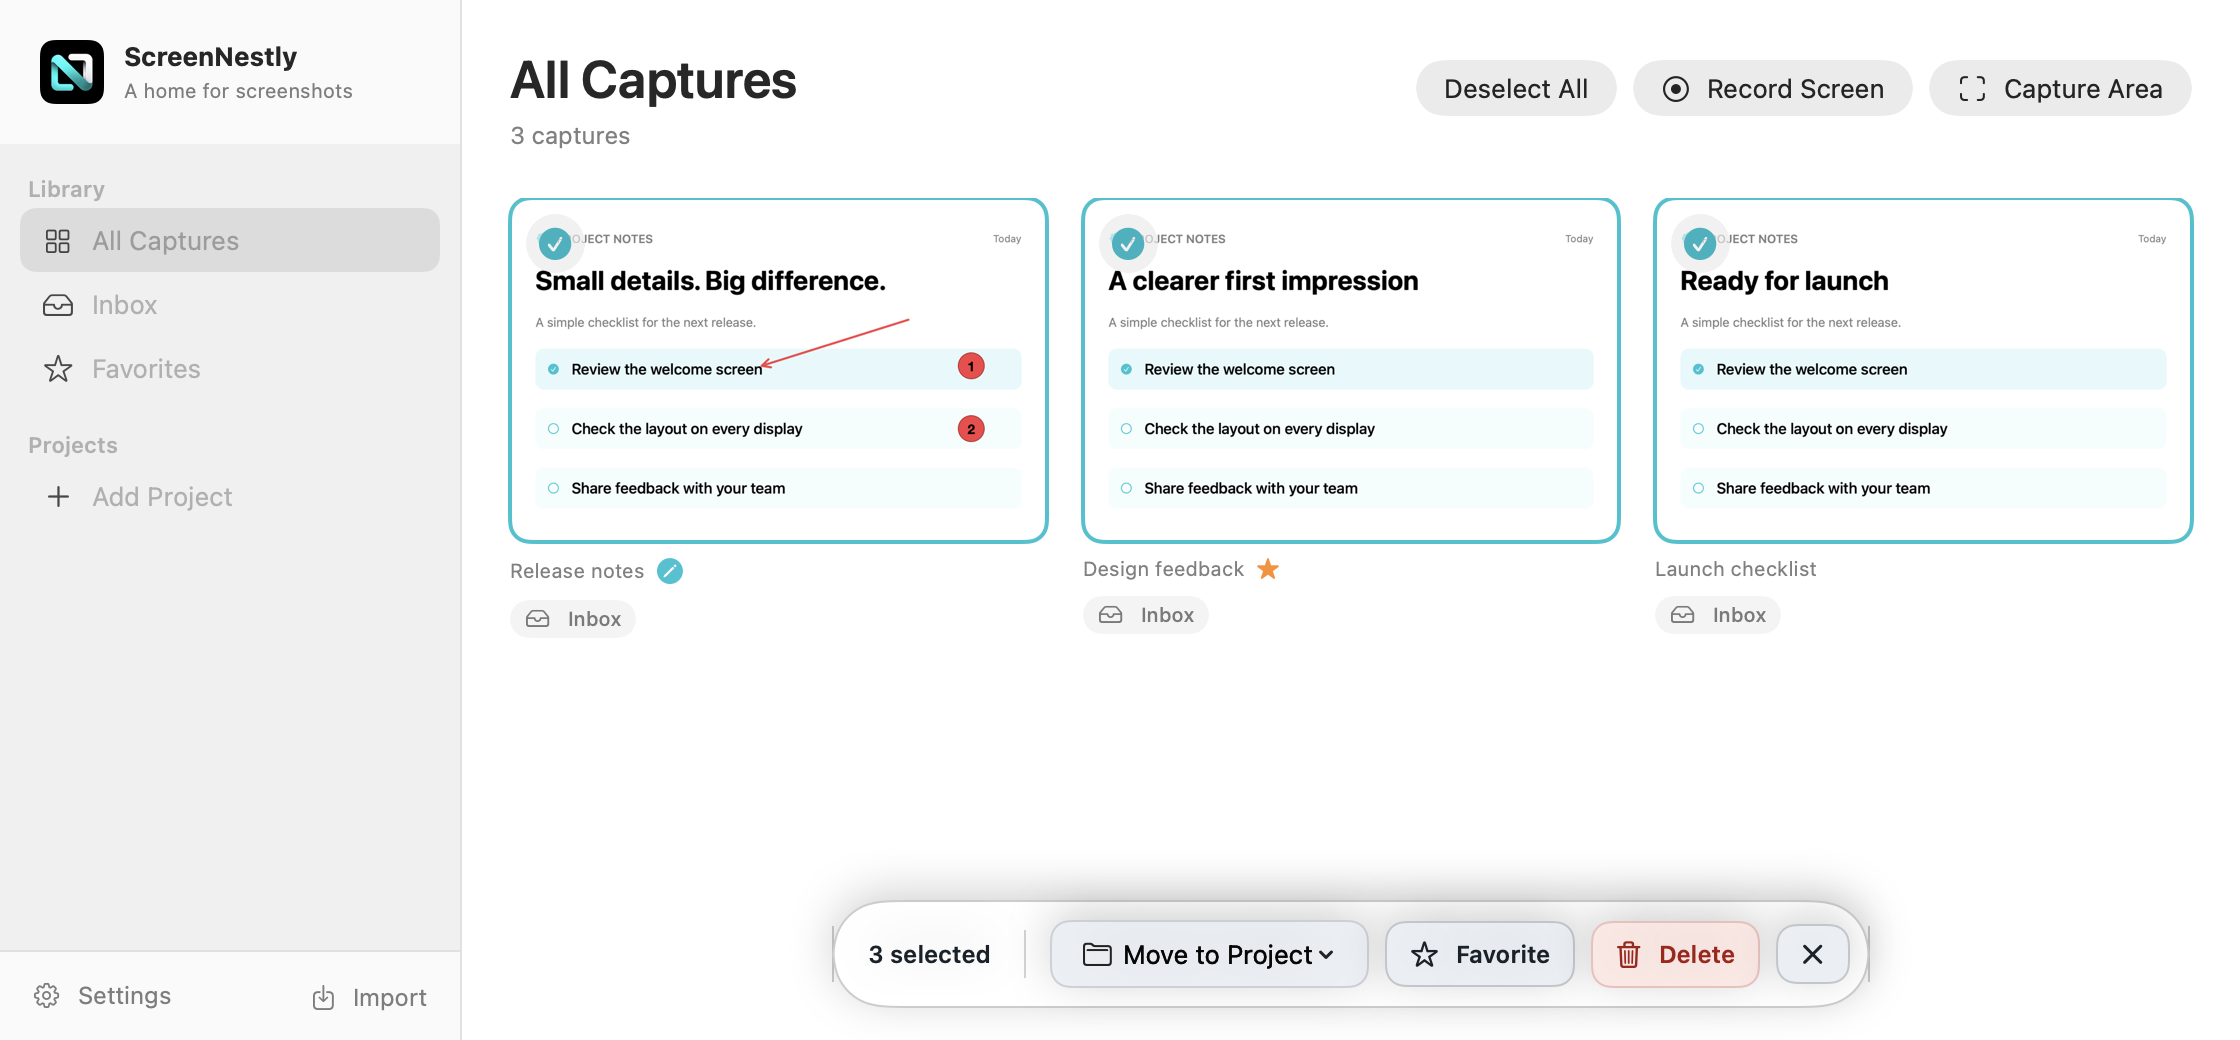 ScreenNestly
A home for screenshots
Library
All Captures
Inbox
Favorites
Projects
Add Project
Settings
Import
All Captures
3 captures
Deselect All
Record Screen
Capture Area
JECT NOTES
Today
Small details. Big difference.
A simple checklist for the next release.
Review the welcome screen
1
Check the layout on every display
2
Share feedback with your team
Release notes
Inbox
JECT NOTES
Today
A clearer first impression
A simple checklist for the next release.
Review the welcome screen
Check the layout on every display
Share feedback with your team
Design feedback
Inbox
JECT NOTES
Today
Ready for launch
A simple checklist for the next release.
Review the welcome screen
Check the layout on every display
Share feedback with your team
Launch checklist
Inbox
3 selected
Move to Project
Favorite
Delete